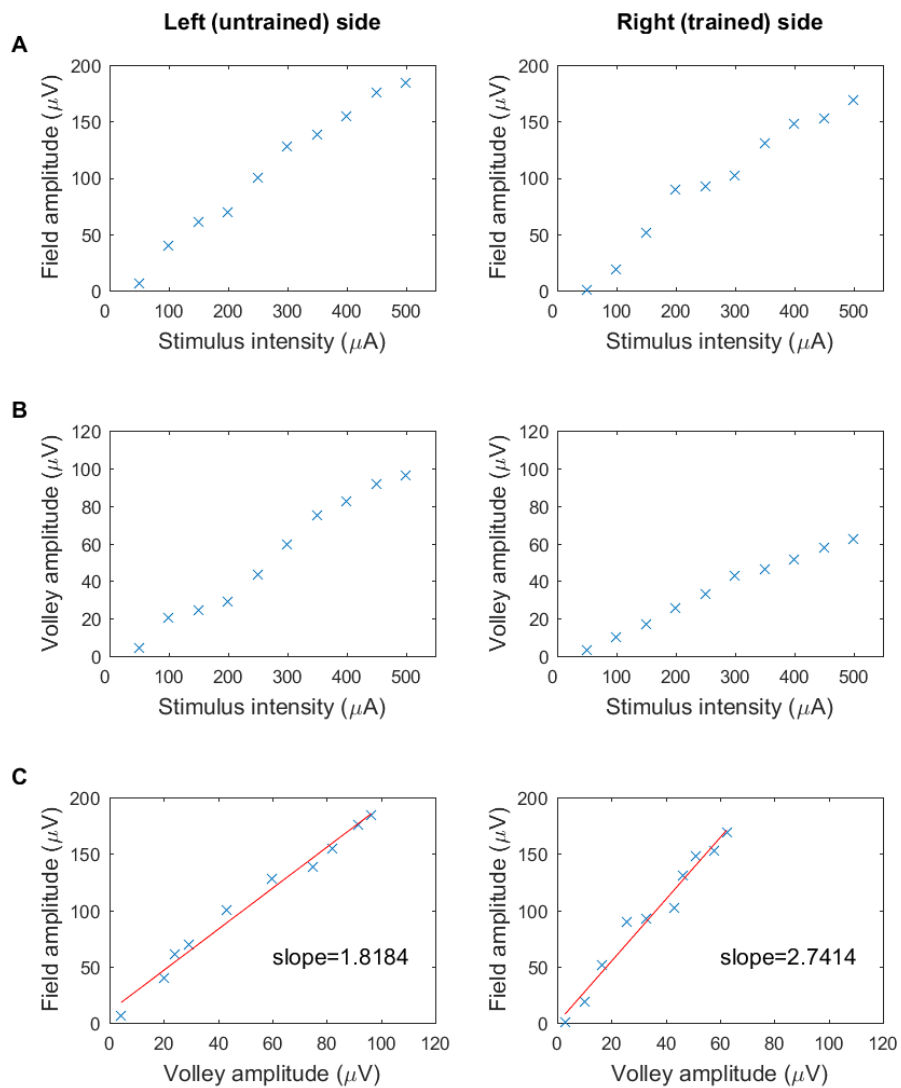 Left (untrained) side
Right (trained) side
A
Field amplitude (μV)
200
150
100
50
0
0 100 200 300 400 500
Stimulus intensity (μA)
Field amplitude (μV)
200
150
100
50
0
0 100 200 300 400 500
Stimulus intensity (μA)
B
Volley amplitude (μV)
120
100
80
60
40
20
0
0 100 200 300 400 500
Stimulus intensity (μA)
Volley amplitude (μV)
120
100
80
60
40
20
0
0 100 200 300 400 500
Stimulus intensity (μA)
C
Field amplitude (μV)
200
150
100
50
0
slope=1.8184
0 20 40 60 80 100 120
Volley amplitude (μV)
Field amplitude (μV)
200
150
100
50
0
slope=2.7414
0 20 40 60 80 100 120
Volley amplitude (μV)